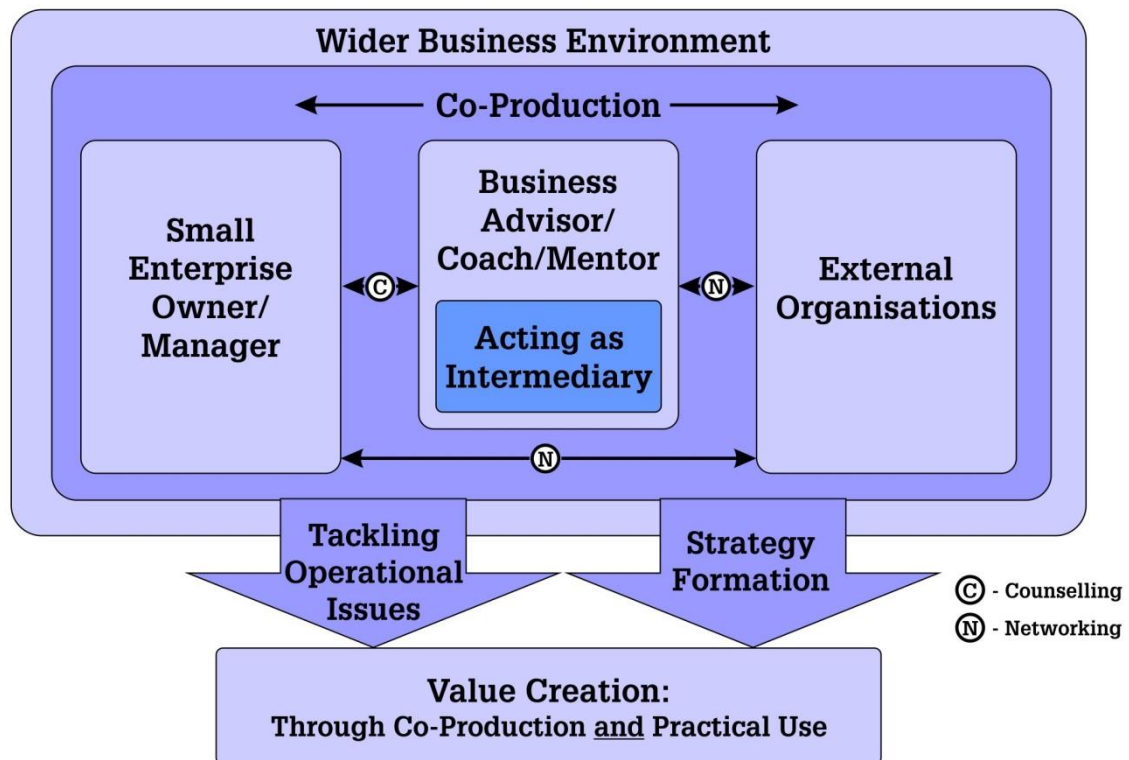 Wider Business Environment
Co-Production
Small
Enterprise
Owner/
Manager
C
Business
Advisor/
Coach/Mentor
Acting as
Intermediary
N
External
Organisations
N
Tackling
Operational
Issues
Strategy
Formation
C - Counselling
N - Networking
Value Creation:
Through Co-Production and Practical Use